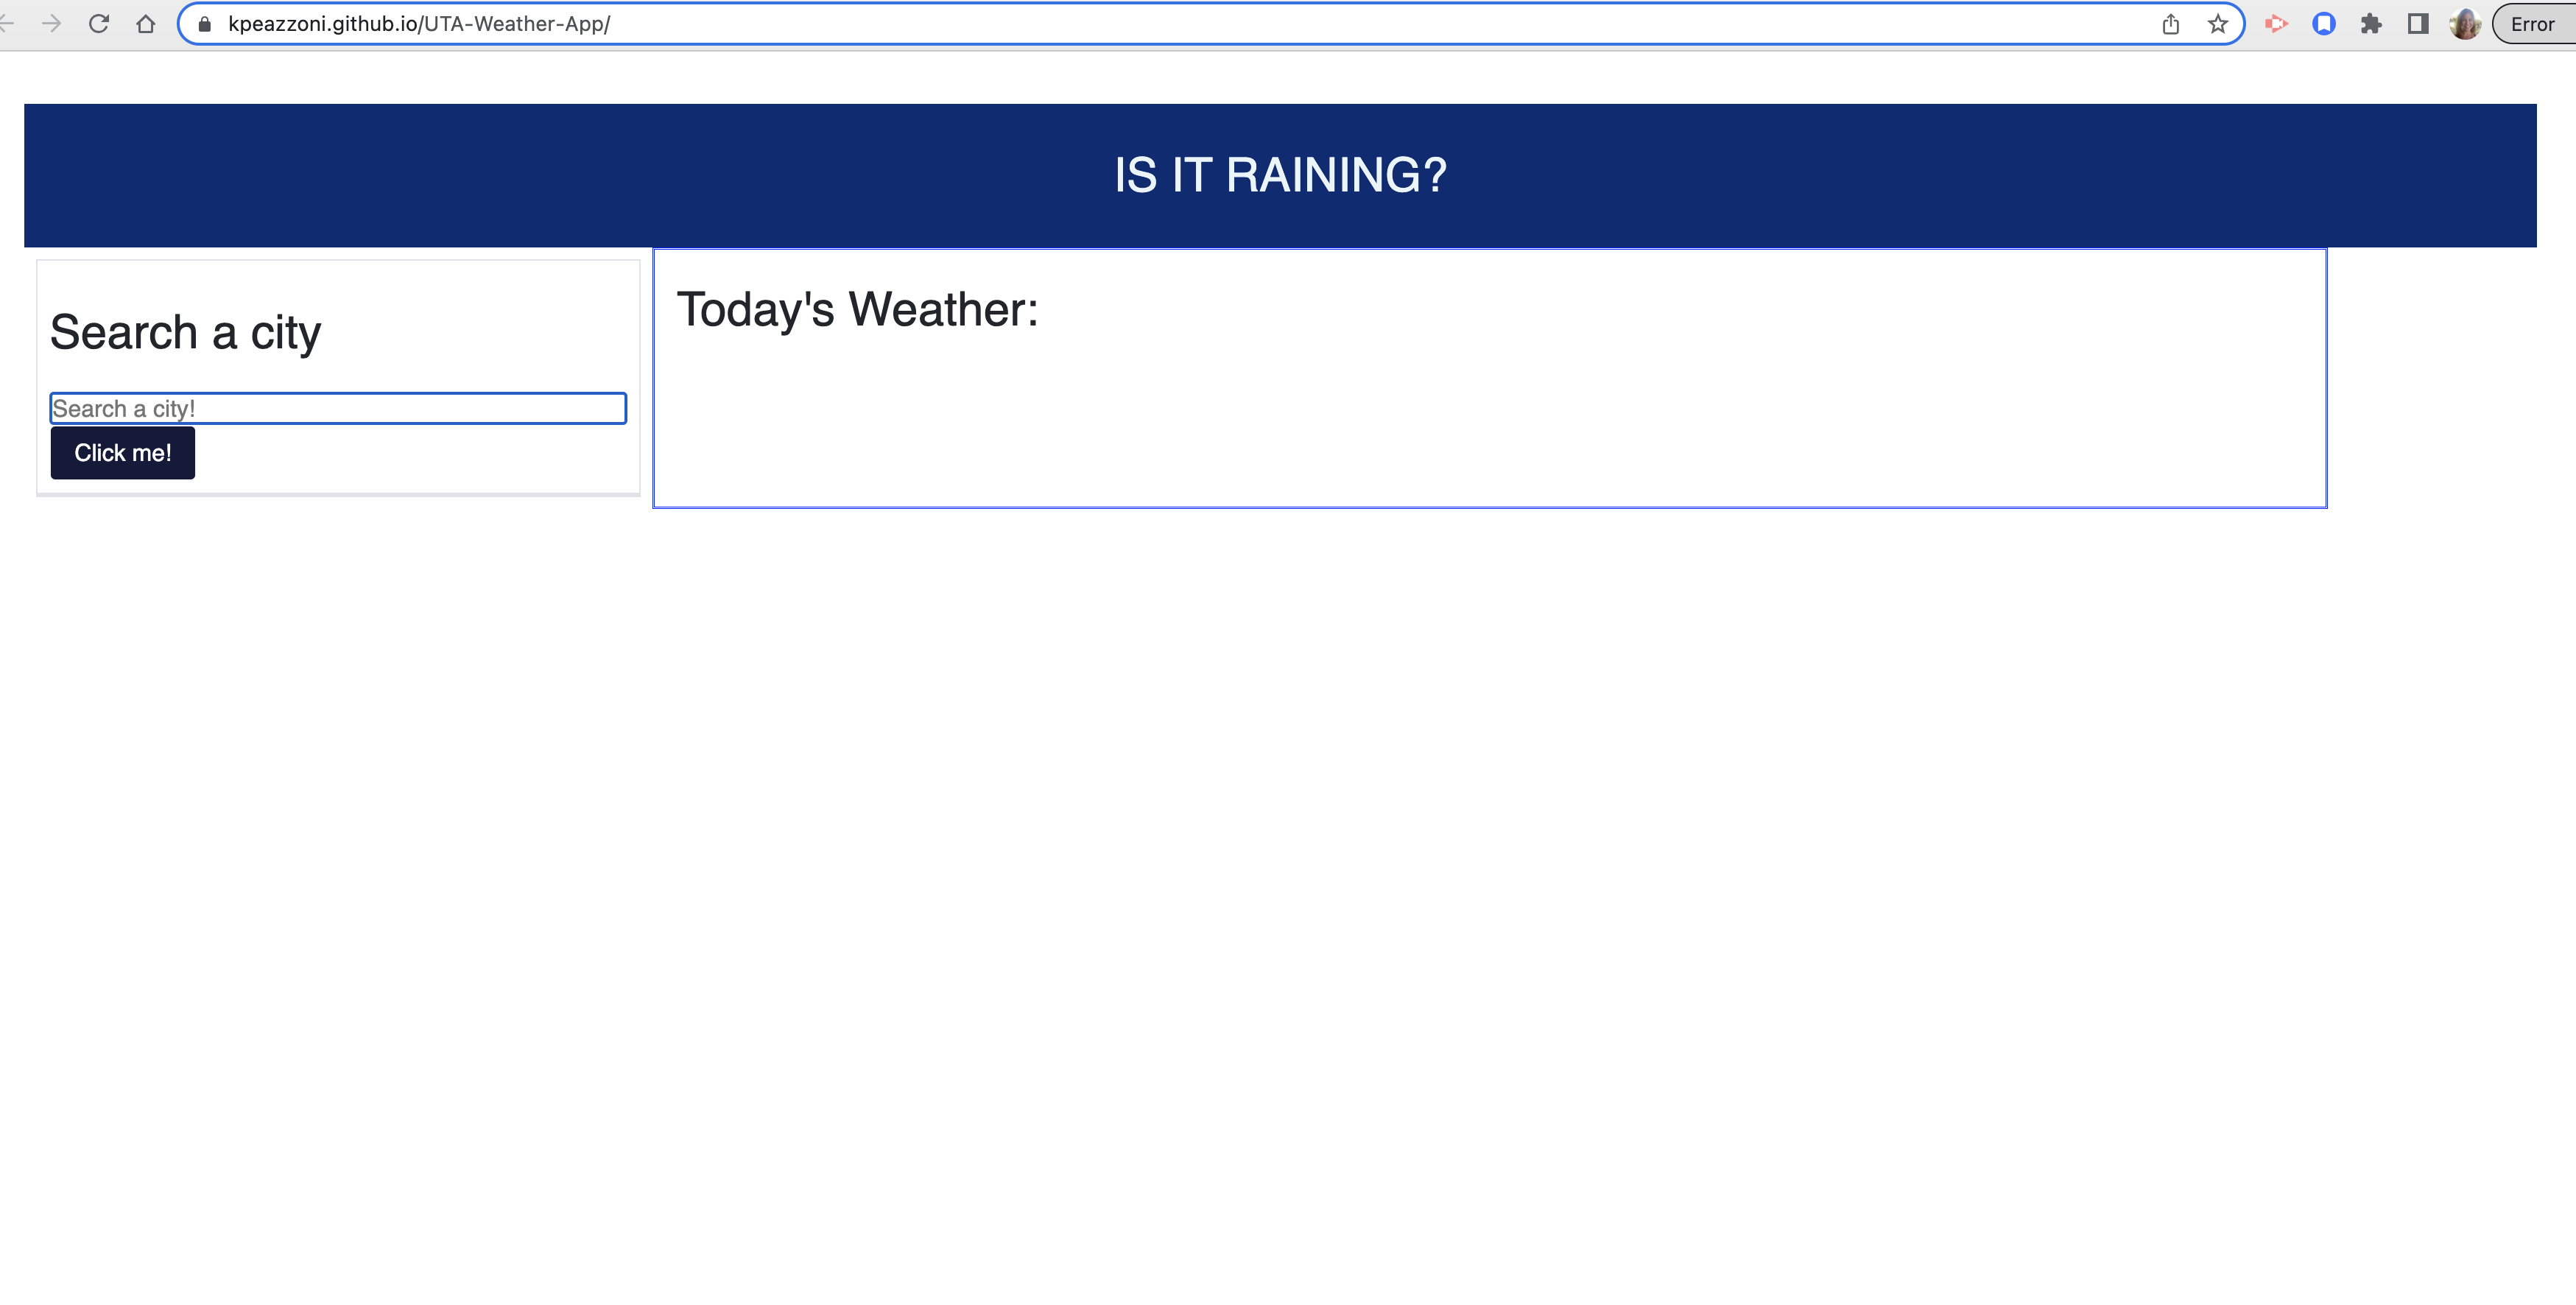 kpeazzoni.github.io/UTA-Weather-App/
Error
IS IT RAINING?
Search a city
Search a city!
Click me!
Today's Weather: